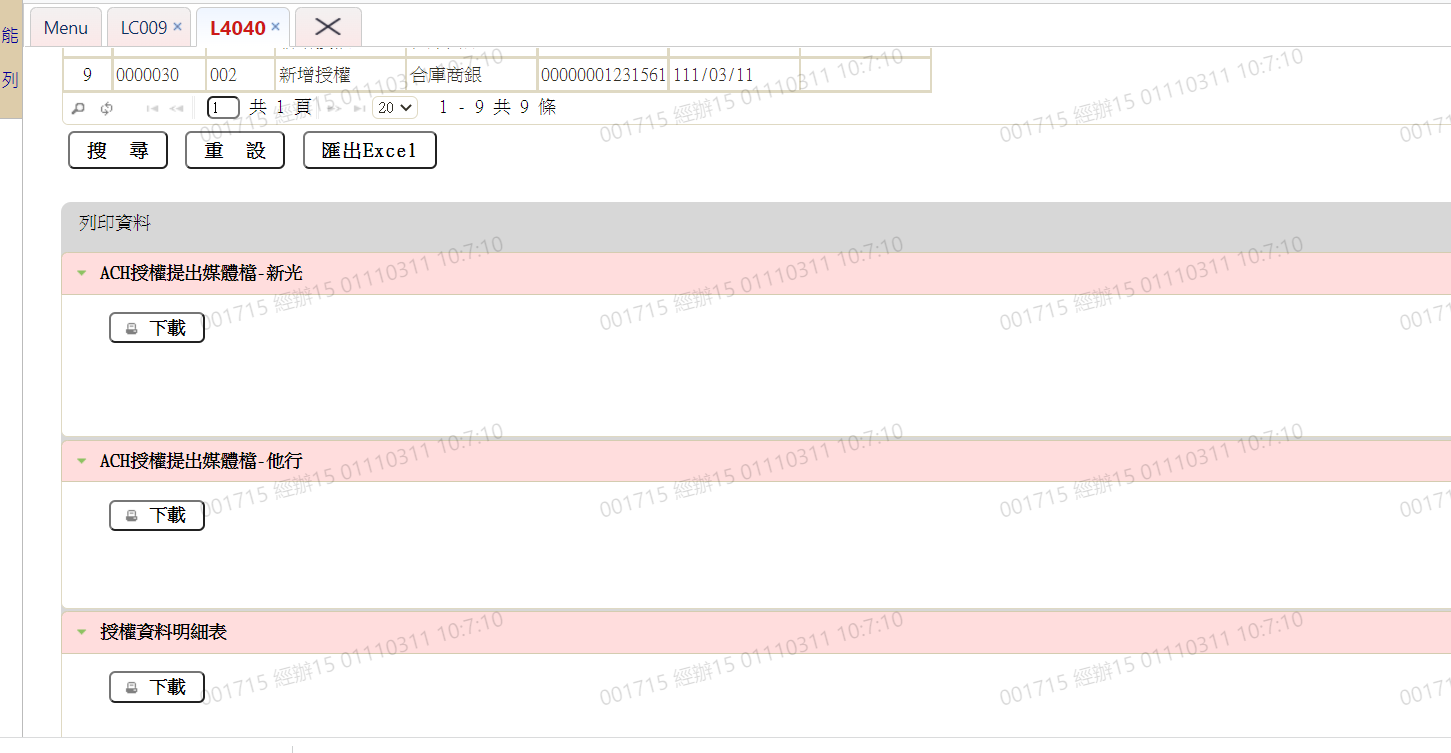 能
列
Menu
LC009 ×
L4040 ×
9 0000030 002 新增授權 合庫商銀 00000001231561 111/03/11
1 共 1 頁 20 1 - 9 共 9 條
搜 尋 重 設 匯出Excel
列印資料
ACH授權提出媒體檔-新光
下載
ACH授權提出媒體檔-他行
下載
授權資料明細表
下載
001715 經辦15 01110311 10:7:10